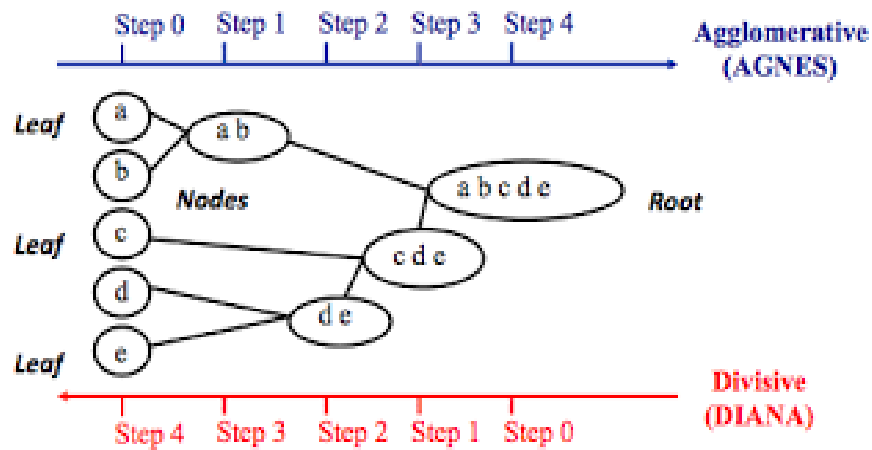 Step 0 Step 1 Step 2 Step 3 Step 4
Agglomerative
(AGNES)
Leaf
a
a b
b
a b c d e
Nodes
Root
Leaf
c
c d e
d
d e
Leaf
e
Divisive
(DIANA)
Step 4 Step 3 Step 2 Step 1 Step 0